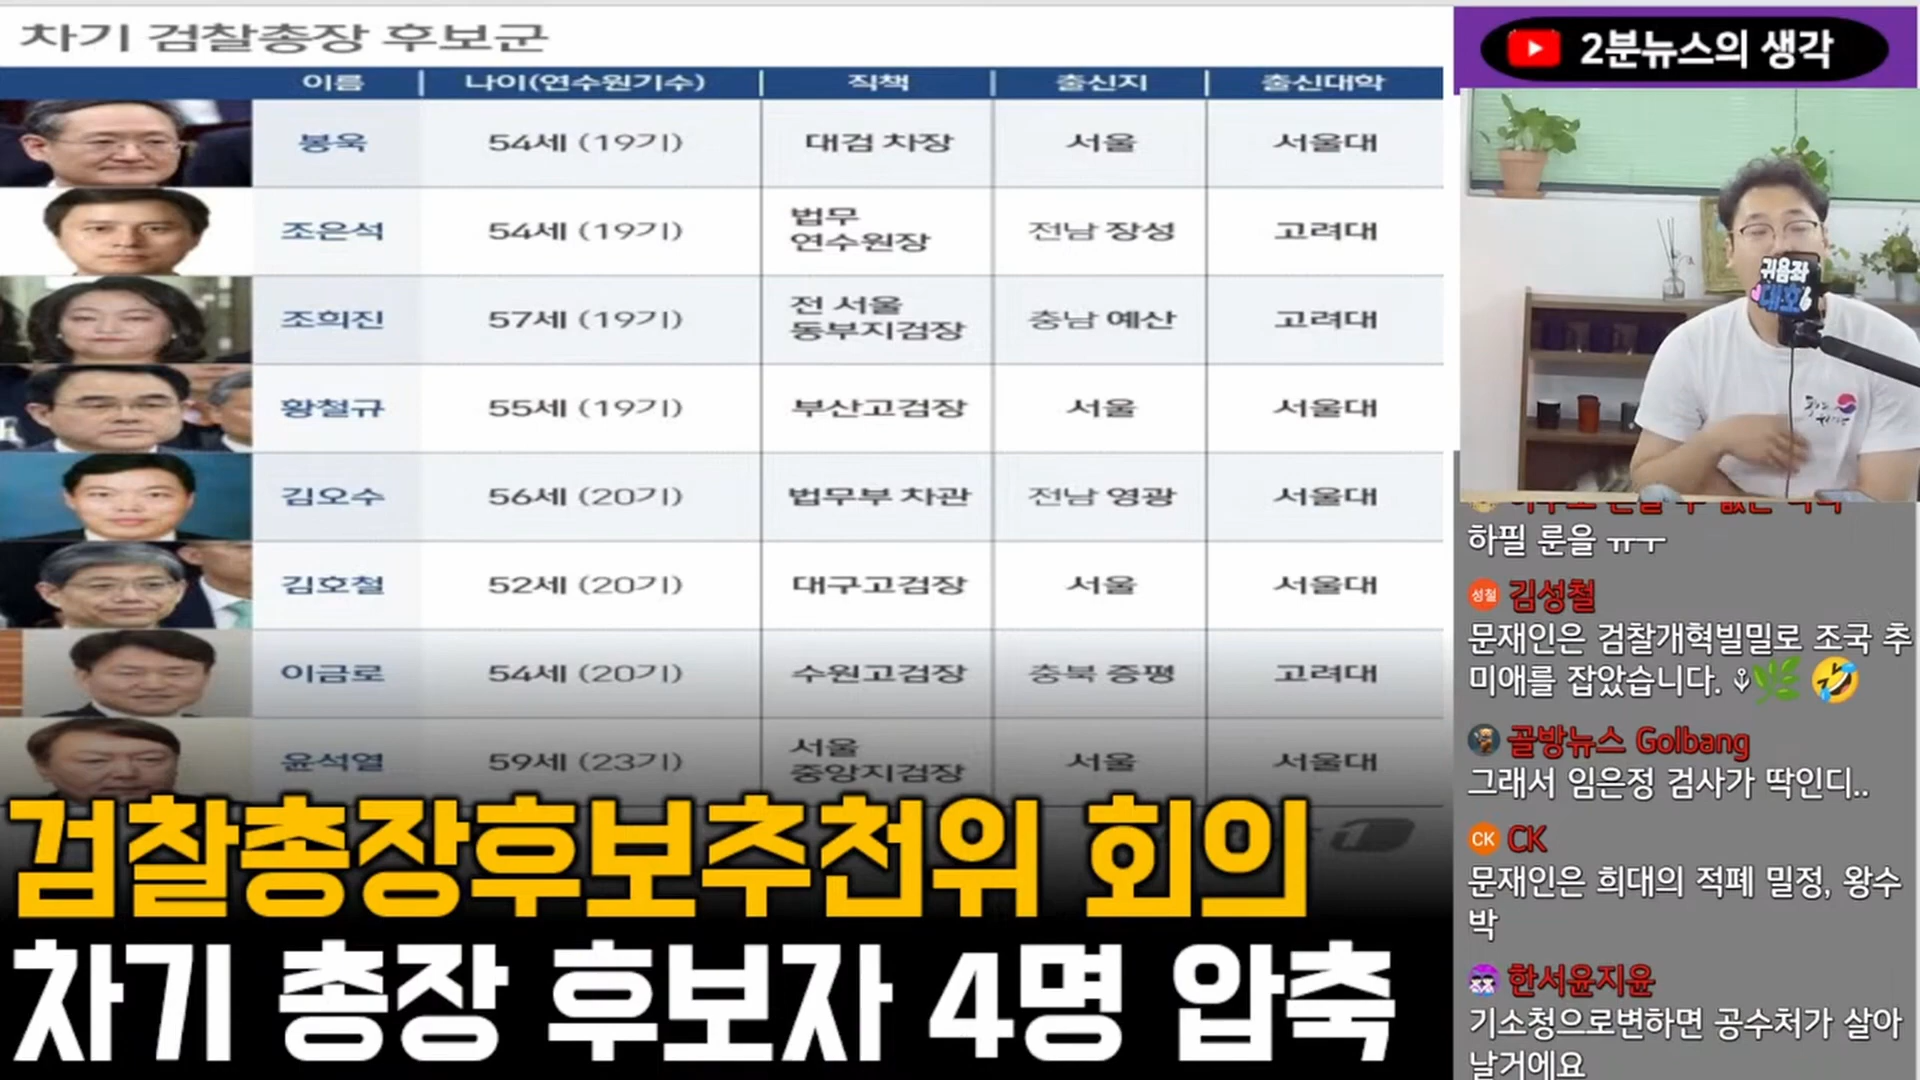 차기 검찰총장 후보군
이름 나이(연수원기수) 직책 출신지 출신대학
봉욱 54세 (19기) 대검 차장 서울 서울대
조은석 54세 (19기) 법무 연수원장 전남 장성 고려대
조희진 57세 (19기) 전 서울 동부지검장 충남 예산 고려대
황철규 55세 (19기) 부산고검장 서울 서울대
김오수 56세 (20기) 법무부 차관 전남 영광 서울대
김호철 52세 (20기) 대구고검장 서울 서울대
이금로 54세 (20기) 수원고검장 충북 증평 고려대
윤석열 59세 (23기) 서울 중앙지검장 서울 서울대
1
검찰총장후보추천위 회의
차기 총장 후보자 4명 압축
2분뉴스의 생각
귀욤좌
대호
하필 룬을 ㅠㅜ
성철 김성철
문재인은 검찰개혁빌밀로 조국 추
미애를 잡았습니다.
골방뉴스 Golbang
그래서 임은정 검사가 딱인디..
CK CK
문재인은 희대의 적폐 밀정, 왕수
박
한서윤지윤
기소청으로변하면 공수처가 살아
날거에요